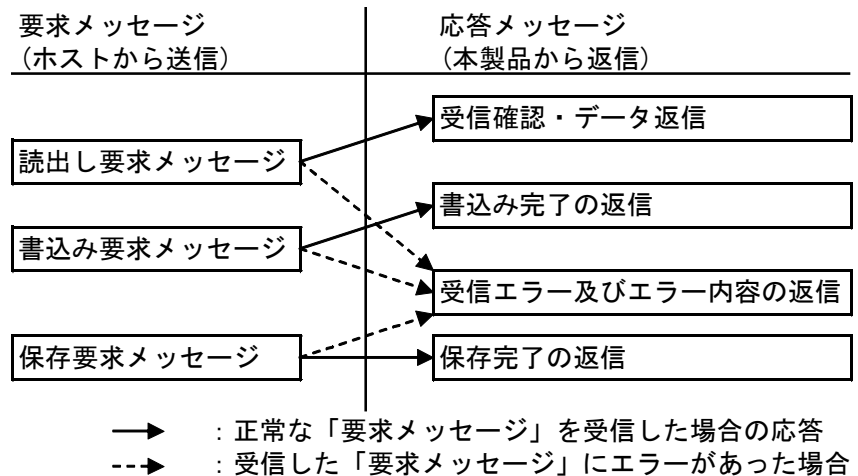 要求メッセージ
(ホストから送信)
応答メッセージ
(本製品から返信)
受信確認・データ返信
読出し要求メッセージ
書込み完了の返信
書込み要求メッセージ
受信エラー及びエラー内容の返信
保存要求メッセージ
保存完了の返信
：正常な「要求メッセージ」を受信した場合の応答
：受信した「要求メッセージ」にエラーがあった場合